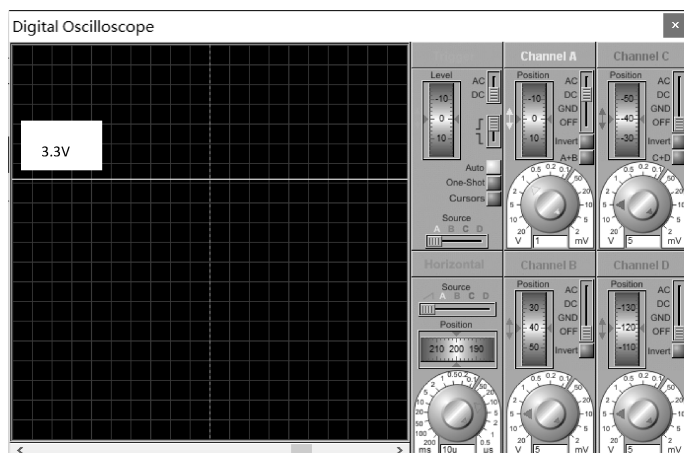 Digital Oscilloscope
3.3V
Level
AC
DC
-10
0
10
Auto
One-Shot
Cursors
Source
A B C D
Channel A
Position
AC
DC
GND
OFF
-10
0
10
Invert
A+B
V
1
mV
Channel C
Position
AC
DC
GND
OFF
-50
-40
-30
Invert
C+D
V
5
mV
Horizontal
Source
A B C D
Position
210 200 190
ms
10u
µs
Channel B
Position
AC
DC
GND
OFF
30
40
50
Invert
V
5
mV
Channel D
Position
AC
DC
GND
OFF
-130
-120
-110
Invert
V
5
mV